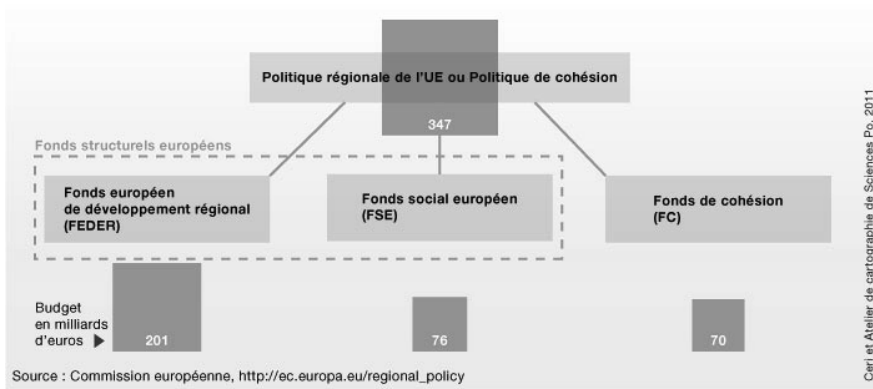 Politique régionale de l'UE ou Politique de cohésion
347
Fonds structurels européens
Fonds européen
de développement régional
(FEDER)
Fonds social européen
(FSE)
Fonds de cohésion
(FC)
Budget
en milliards
d'euros
201
76
70
Source : Commission européenne, http://ec.europa.eu/regional_policy
Ceri et Atelier de cartographie de Sciences Po, 2011